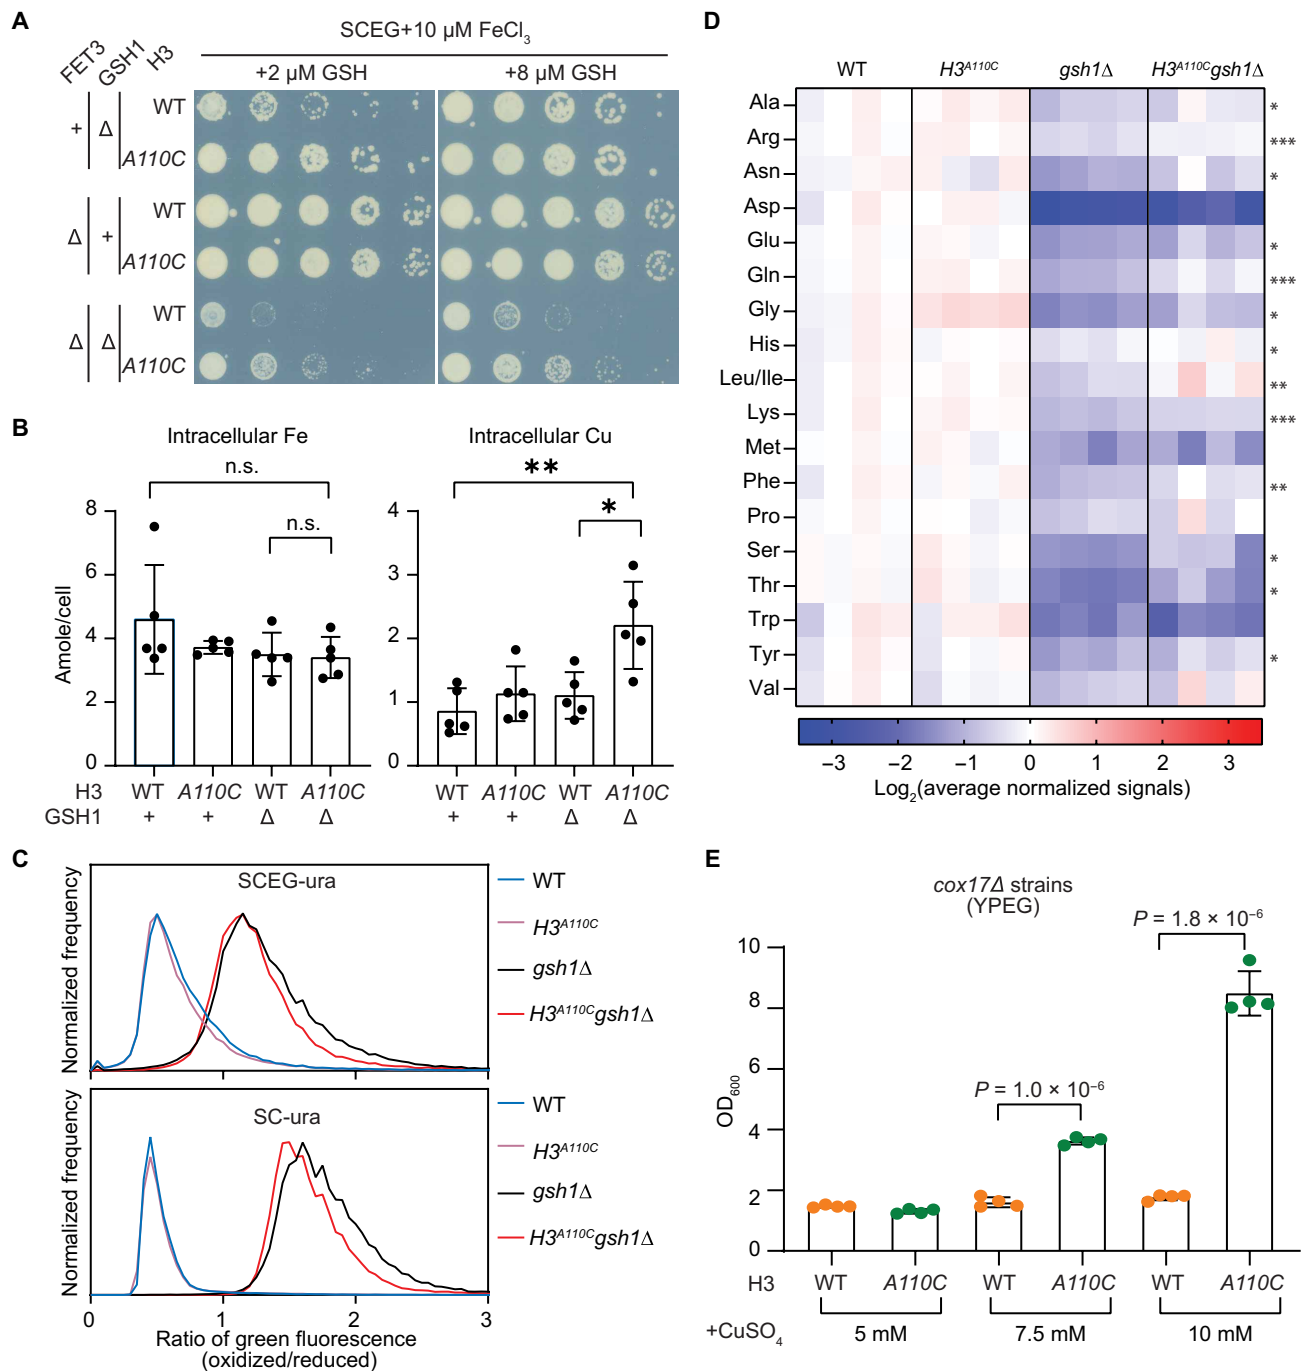 A
SCEG+10 µM FeCl3
FET3 GSH1 H3
+2 µM GSH +8 µM GSH
+ Δ WT
A110C
Δ + WT
A110C
Δ Δ WT
A110C
B
Intracellular Fe
n.s.
n.s.
Amole/cell
8
6
4
2
0
H3 WT A110C WT A110C
GSH1 + + Δ Δ
Intracellular Cu
**
*
4
3
2
1
0
WT A110C WT A110C
+ + Δ Δ
C
Normalized frequency
SCEG-ura
WT
H3A110C
gsh1Δ
H3A110Cgsh1Δ
Normalized frequency
SC-ura
WT
H3A110C
gsh1Δ
H3A110Cgsh1Δ
0 1 2 3
Ratio of green fluorescence
(oxidized/reduced)
D
WT H3A110C gsh1Δ H3A110Cgsh1Δ
Ala *
Arg ***
Asn *
Asp
Glu *
Gln ***
Gly *
His *
Leu/Ile **
Lys ***
Met
Phe **
Pro
Ser *
Thr *
Trp
Tyr *
Val
−3 −2 −1 0 1 2 3
Log2(average normalized signals)
E
cox17Δ strains
(YPEG)
P = 1.8 × 10−6
P = 1.0 × 10−6
OD600
10
8
6
4
2
0
H3 WT A110C WT A110C WT A110C
+CuSO4 5 mM 7.5 mM 10 mM